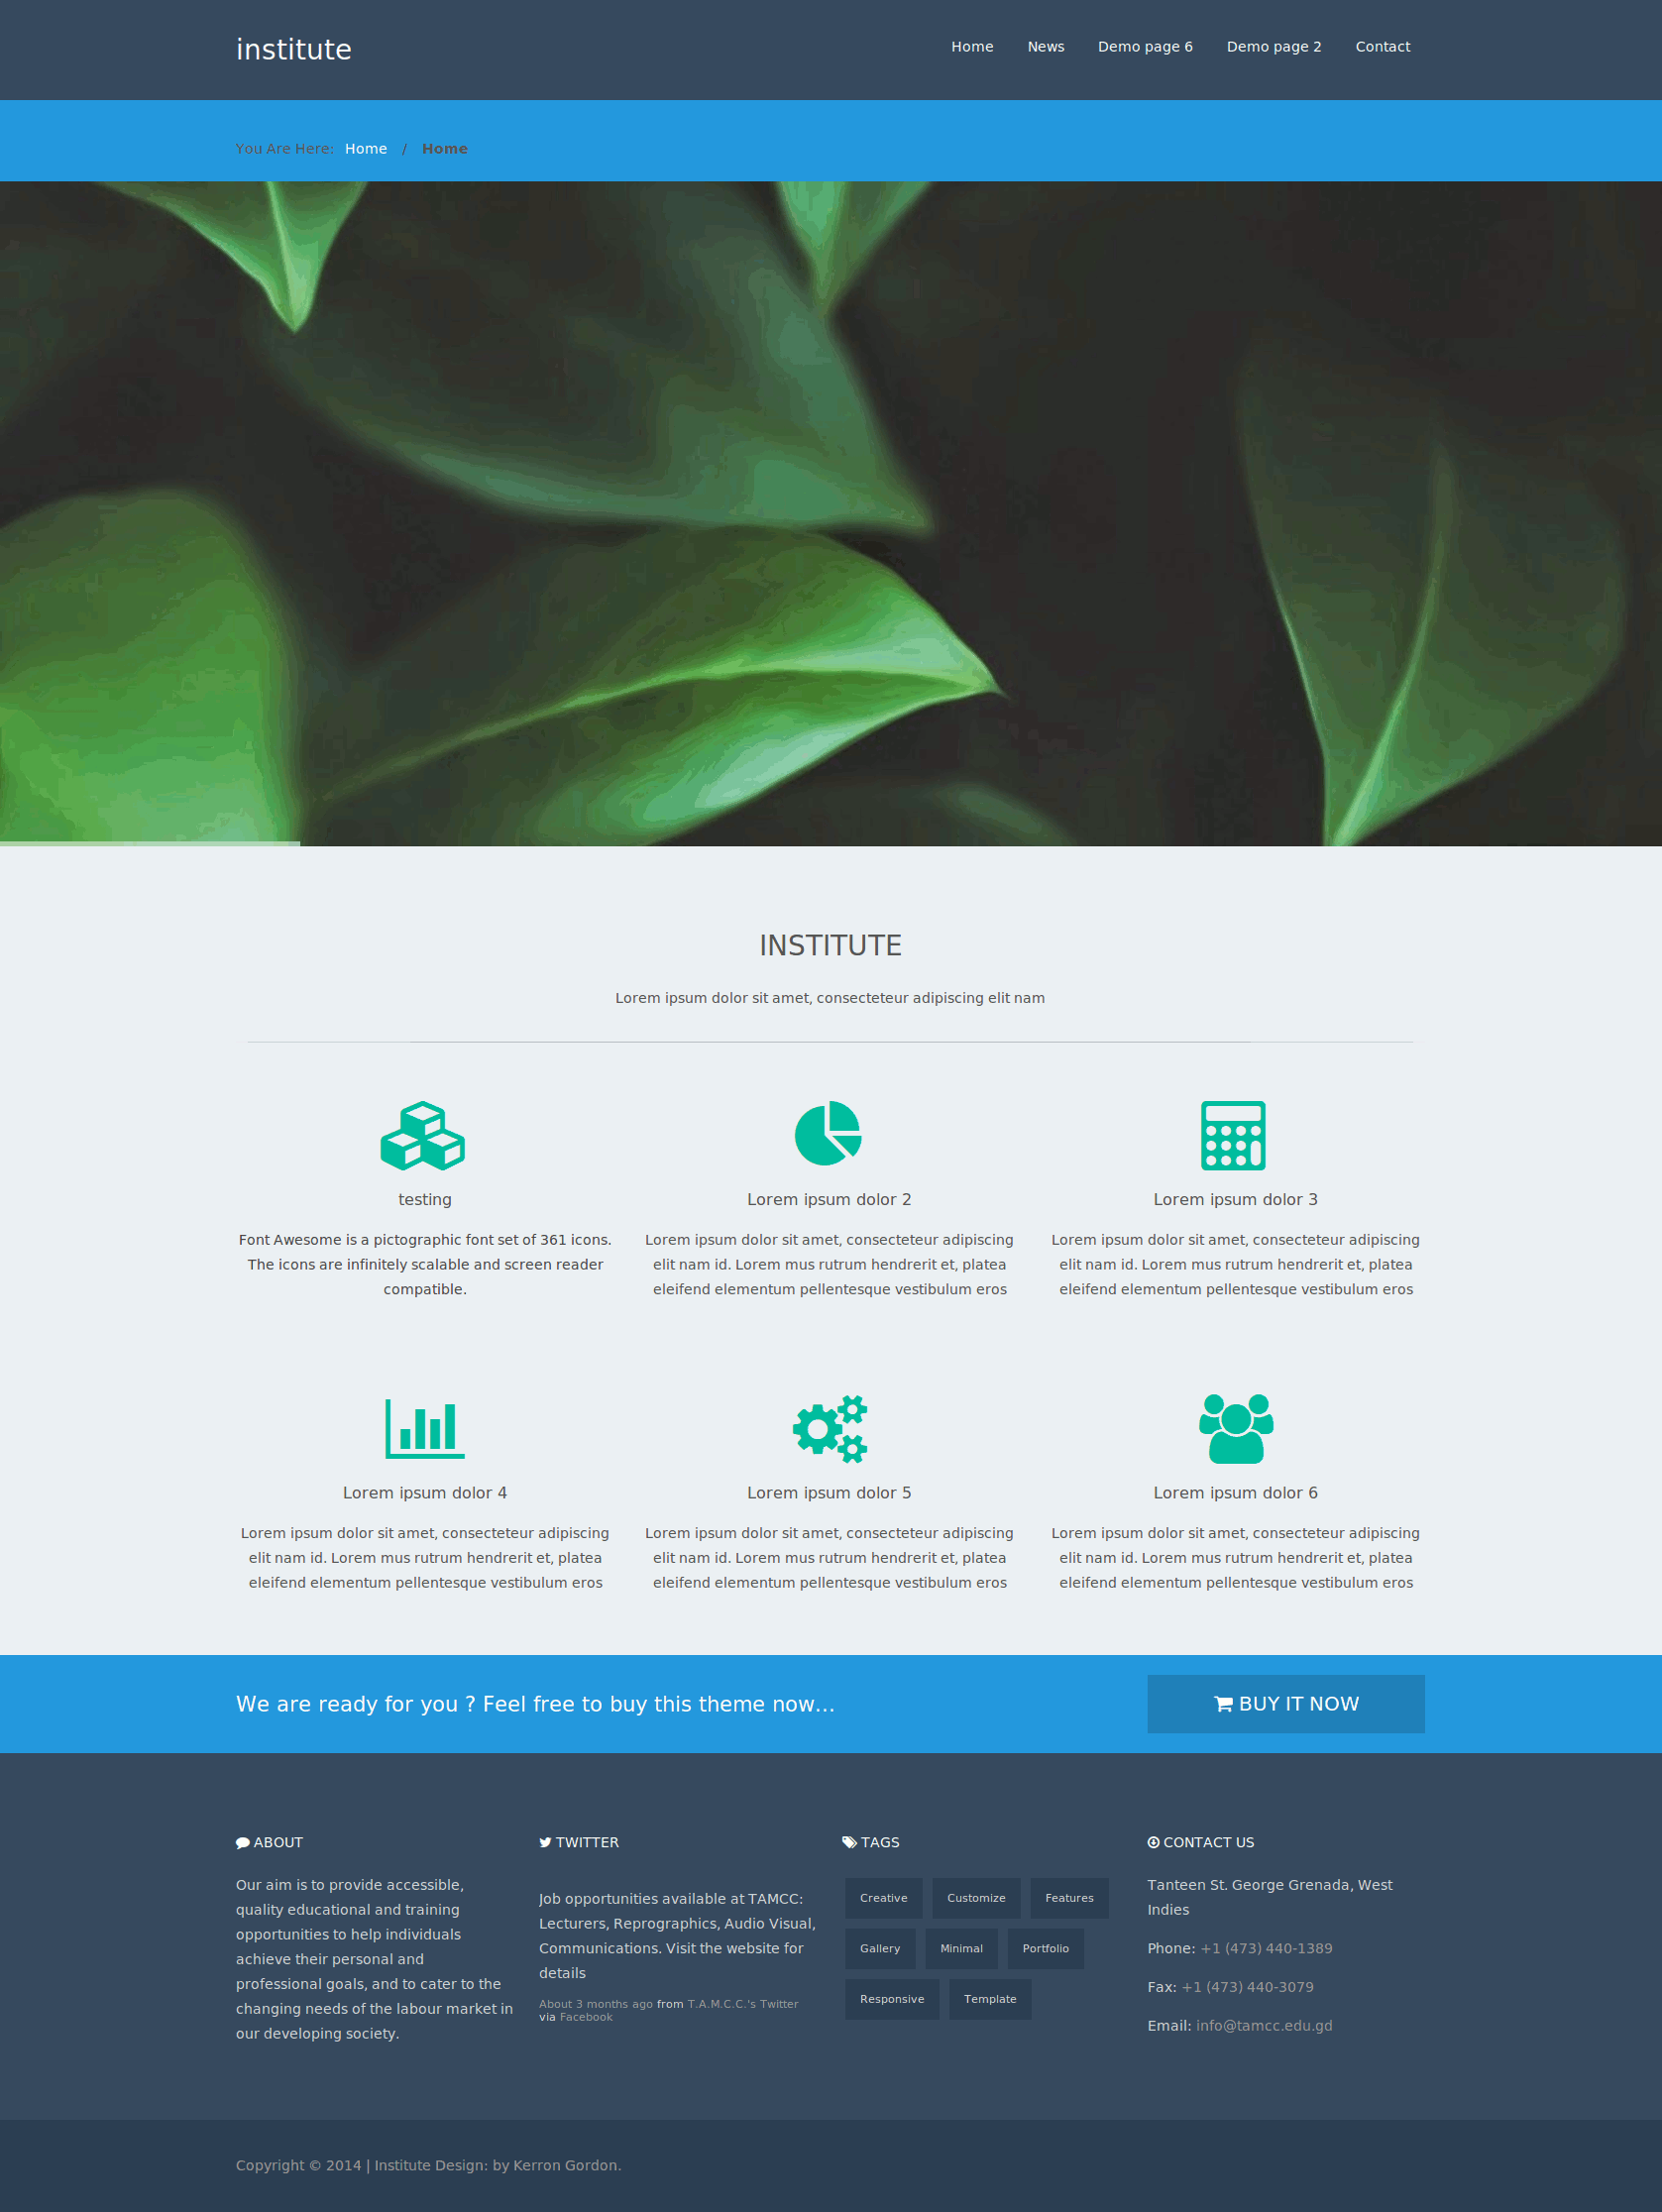 institute
Home News Demo page 6 Demo page 2 Contact
You Are Here: Home / Home
INSTITUTE
Lorem ipsum dolor sit amet, consecteteur adipiscing elit nam
testing
Font Awesome is a pictographic font set of 361 icons.
The icons are infinitely scalable and screen reader
compatible.
Lorem ipsum dolor 2
Lorem ipsum dolor sit amet, consecteteur adipiscing
elit nam id. Lorem mus rutrum hendrerit et, platea
eleifend elementum pellentesque vestibulum eros
Lorem ipsum dolor 3
Lorem ipsum dolor sit amet, consecteteur adipiscing
elit nam id. Lorem mus rutrum hendrerit et, platea
eleifend elementum pellentesque vestibulum eros
Lorem ipsum dolor 4
Lorem ipsum dolor sit amet, consecteteur adipiscing
elit nam id. Lorem mus rutrum hendrerit et, platea
eleifend elementum pellentesque vestibulum eros
Lorem ipsum dolor 5
Lorem ipsum dolor sit amet, consecteteur adipiscing
elit nam id. Lorem mus rutrum hendrerit et, platea
eleifend elementum pellentesque vestibulum eros
Lorem ipsum dolor 6
Lorem ipsum dolor sit amet, consecteteur adipiscing
elit nam id. Lorem mus rutrum hendrerit et, platea
eleifend elementum pellentesque vestibulum eros
We are ready for you ? Feel free to buy this theme now...
BUY IT NOW
ABOUT
Our aim is to provide accessible,
quality educational and training
opportunities to help individuals
achieve their personal and
professional goals, and to cater to the
changing needs of the labour market in
our developing society.
TWITTER
Job opportunities available at TAMCC:
Lecturers, Reprographics, Audio Visual,
Communications. Visit the website for
details
About 3 months ago from T.A.M.C.C.'s Twitter
via Facebook
TAGS
Creative Customize Features
Gallery Minimal Portfolio
Responsive Template
CONTACT US
Tanteen St. George Grenada, West
Indies
Phone: +1 (473) 440-1389
Fax: +1 (473) 440-3079
Email: info@tamcc.edu.gd
Copyright © 2014 | Institute Design: by Kerron Gordon.